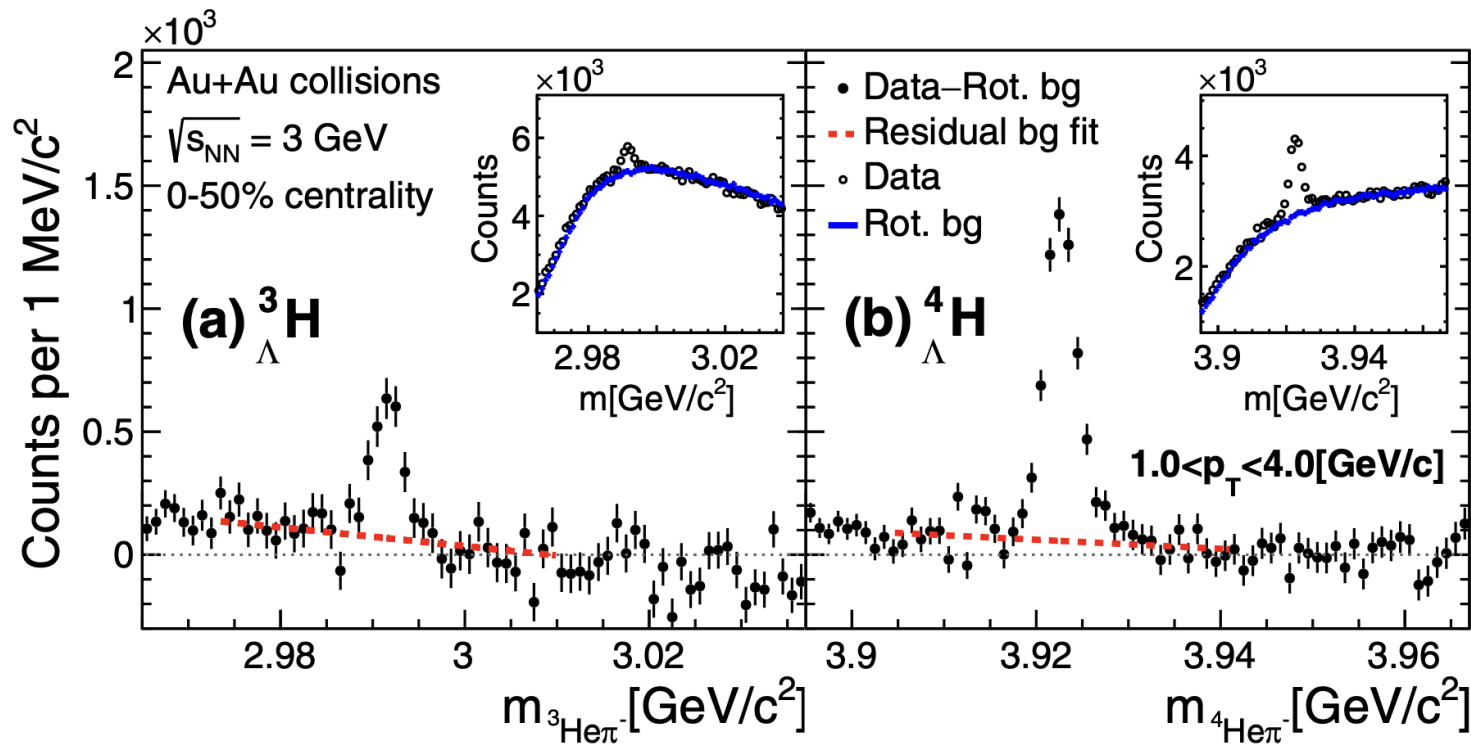 ×10³
2
1.5
1
0.5
0
Counts per 1 MeV/c²
Au+Au collisions
√sNN = 3 GeV
0-50% centrality
(a) ³ΛH
×10³
6
4
2
Counts
2.98 3.02
m[GeV/c²]
2.98 3 3.02
m³Heπ⁻[GeV/c²]
Data−Rot. bg
Residual bg fit
Data
Rot. bg
(b) ⁴ΛH
×10³
4
2
Counts
3.9 3.94
m[GeV/c²]
1.0<pT<4.0[GeV/c]
3.9 3.92 3.94 3.96
m⁴Heπ⁻[GeV/c²]